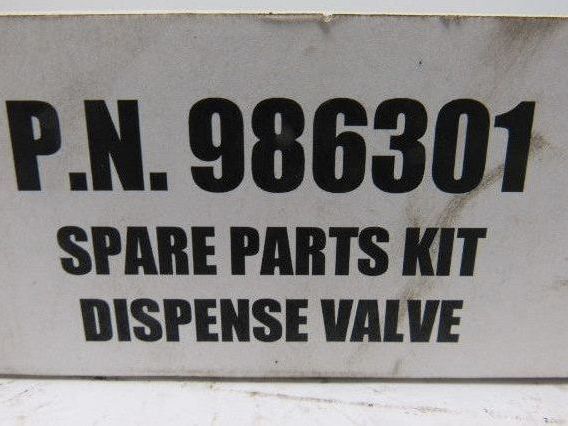 P.N. 986301
SPARE PARTS KIT
DISPENSE VALVE